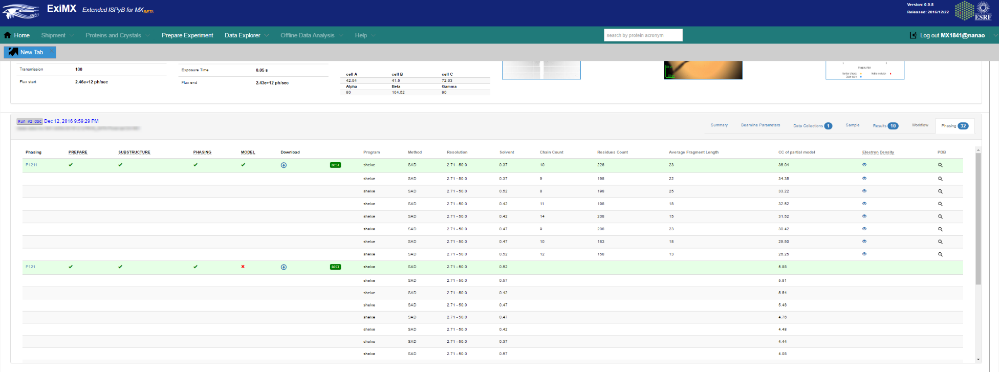 ExiMX Extended ISPyB for MX BETA
Version: 0.9.8
Released: 2016/12/22
ESRF
Home Shipment Proteins and Crystals Prepare Experiment Data Explorer Offline Data Analysis Help search by protein acronym Log out MX1841@nanao
New Tab
Transmission 100
Flux start 2.46e+12 ph/sec
Exposure Time 0.05 s
Flux end 2.43e+12 ph/sec
cell A cell B cell C
42.54 41.5 72.63
Alpha Beta Gamma
90 104.52 90
1 2
Image number
Run #2 OSC Dec 12, 2016 9:59:29 PM
Summary Beamline Parameters Data Collections 1 Sample Results 10 Workflow Phasing 32
Phasing PREPARE SUBSTRUCTURE PHASING MODEL Download Program Method Resolution Solvent Chain Count Residues Count Average Fragment Length CC of partial model Electron Density PDB
P1211 BEST shelxe SAD 2.71 - 50.0 0.37 10 226 23 38.04
shelxe SAD 2.71 - 50.0 0.37 9 198 22 34.35
shelxe SAD 2.71 - 50.0 0.52 8 198 25 33.22
shelxe SAD 2.71 - 50.0 0.42 11 198 18 32.52
shelxe SAD 2.71 - 50.0 0.42 14 208 15 31.52
shelxe SAD 2.71 - 50.0 0.47 9 208 23 30.42
shelxe SAD 2.71 - 50.0 0.47 10 183 18 29.50
shelxe SAD 2.71 - 50.0 0.52 12 158 13 26.25
P121 BEST shelxe SAD 2.71 - 50.0 0.52 5.88
shelxe SAD 2.71 - 50.0 0.57 5.81
shelxe SAD 2.71 - 50.0 0.42 5.54
shelxe SAD 2.71 - 50.0 0.47 5.48
shelxe SAD 2.71 - 50.0 0.47 4.76
shelxe SAD 2.71 - 50.0 0.42 4.48
shelxe SAD 2.71 - 50.0 0.37 4.44
shelxe SAD 2.71 - 50.0 0.57 4.08